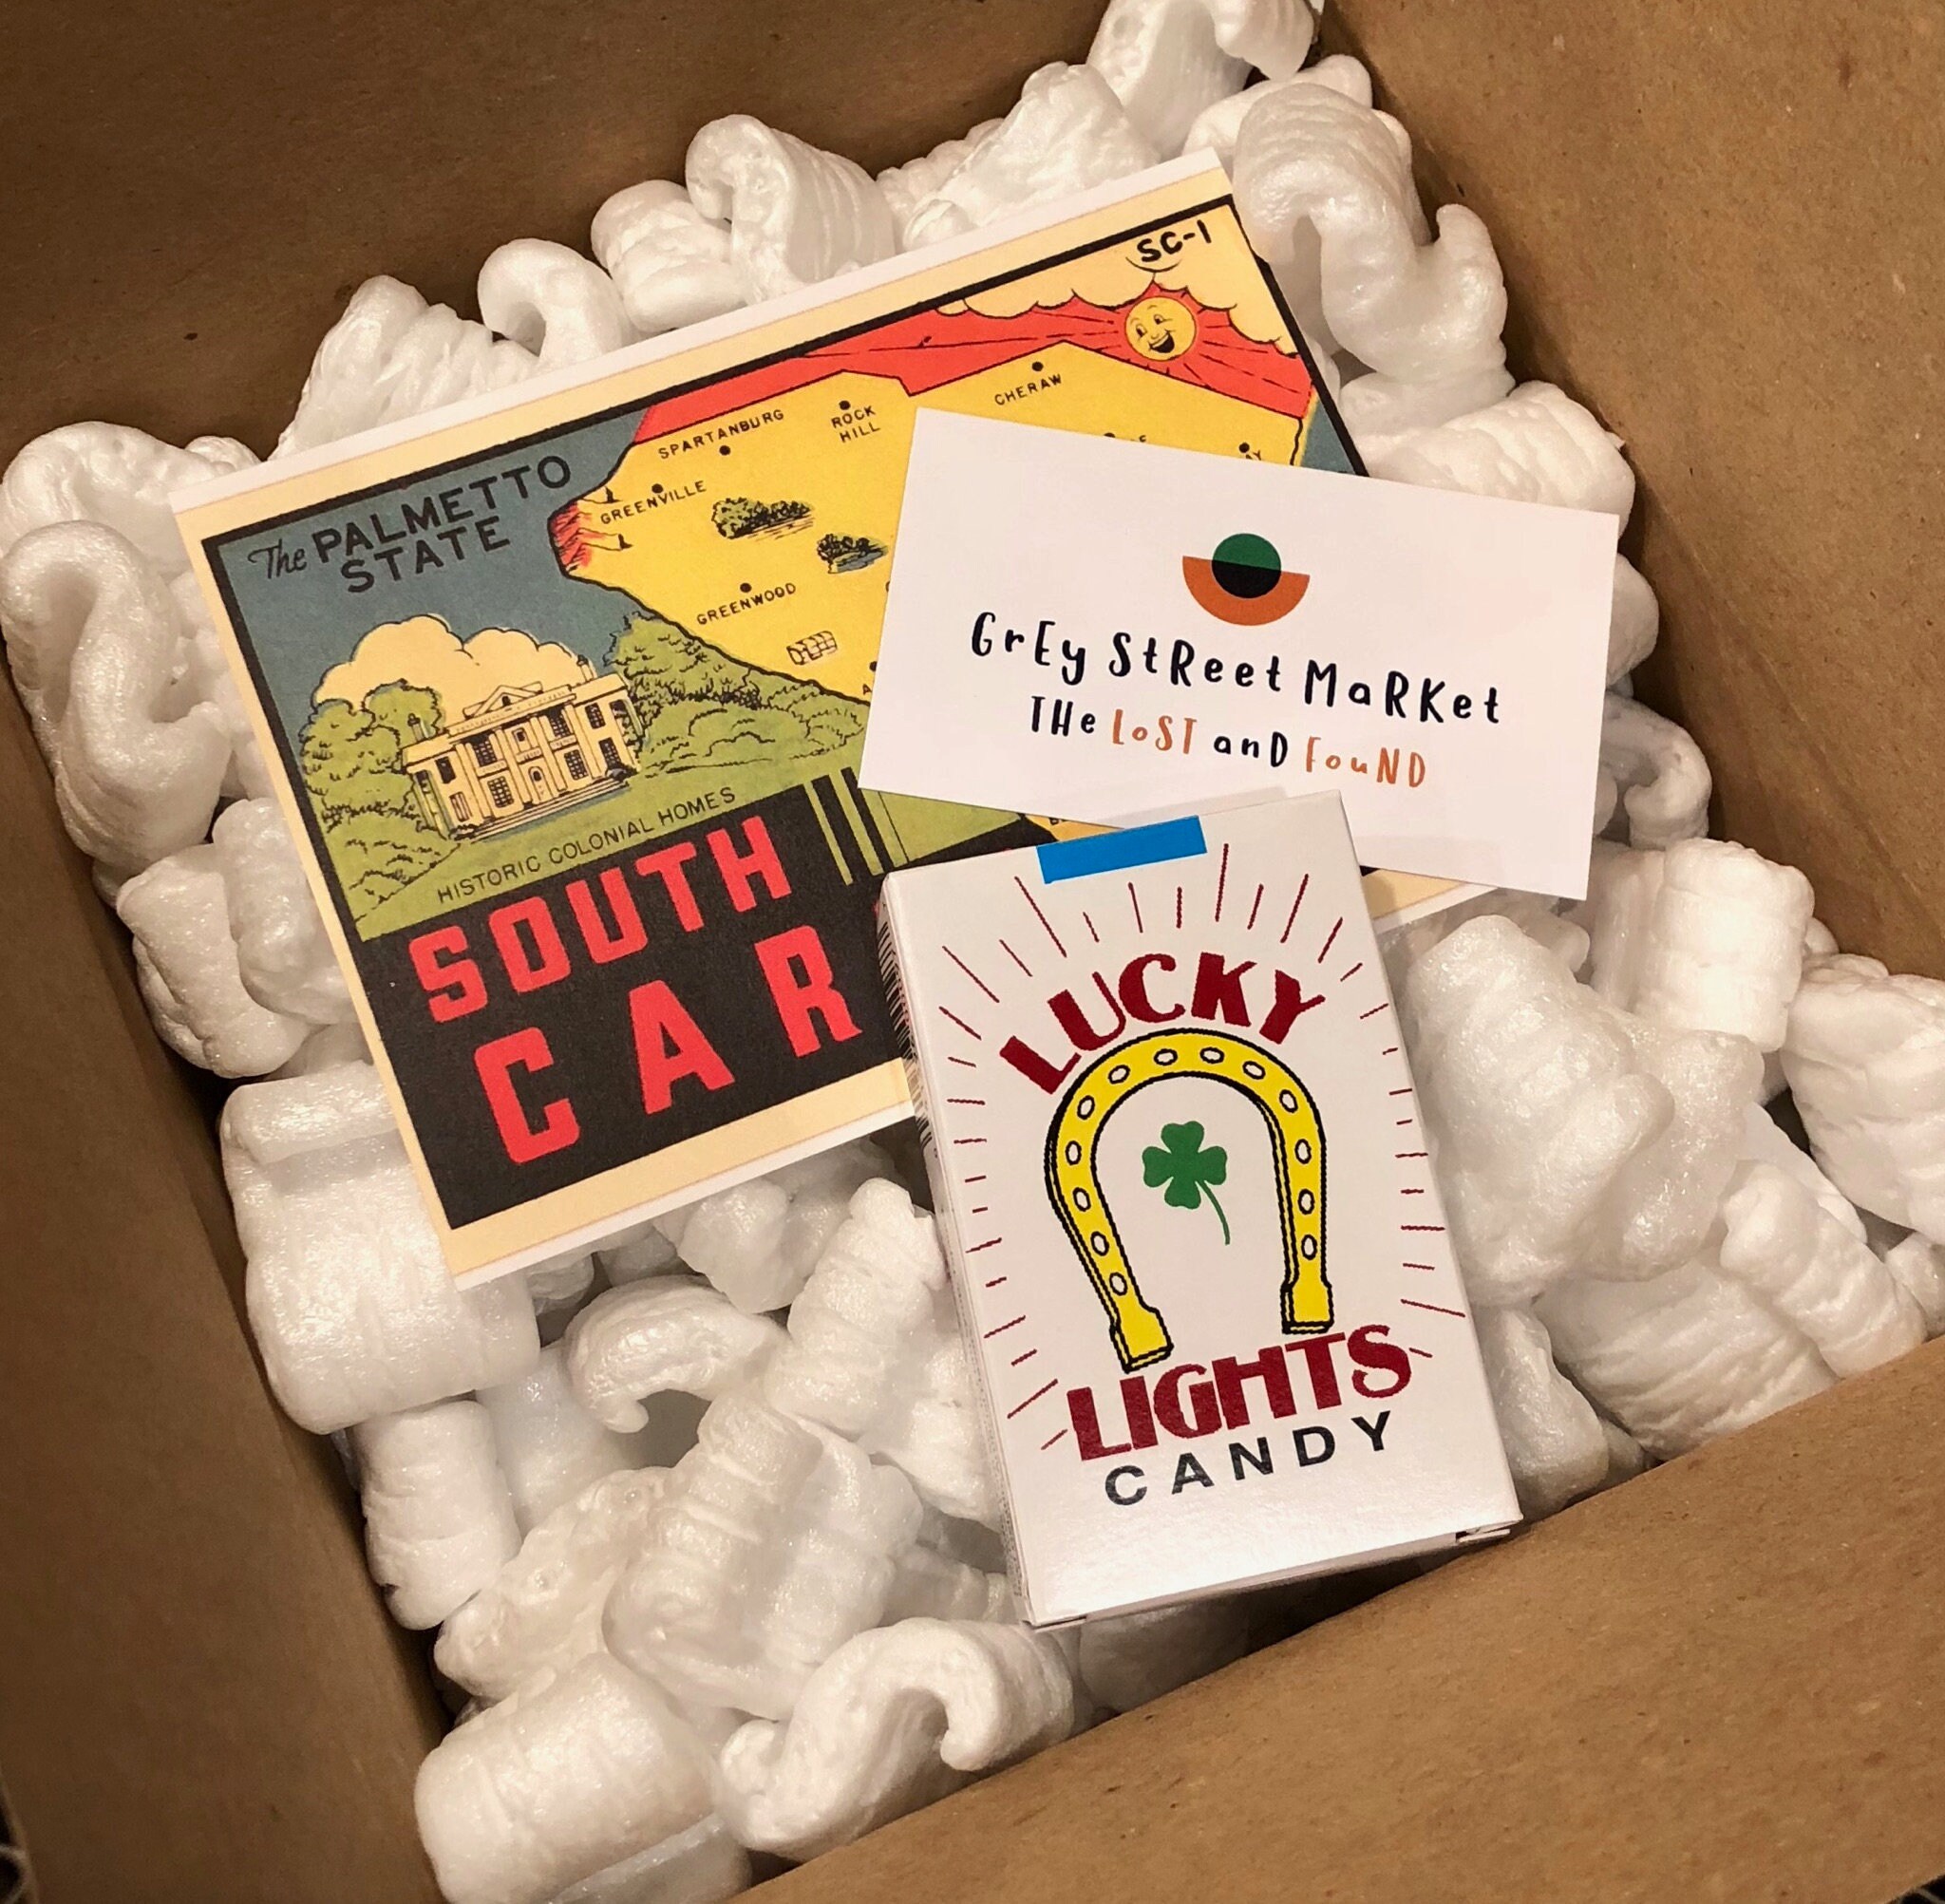 SC-1
The PALMETTO
STATE
SPARTANBURG
ROCK
HILL
CHERAW
GREENVILLE
GREENWOOD
HISTORIC COLONIAL HOMES
SOUTH
CAR
GrEy StReet MaRKet
THe LoST anD FouND
LUCKY
LIGHTS
CANDY